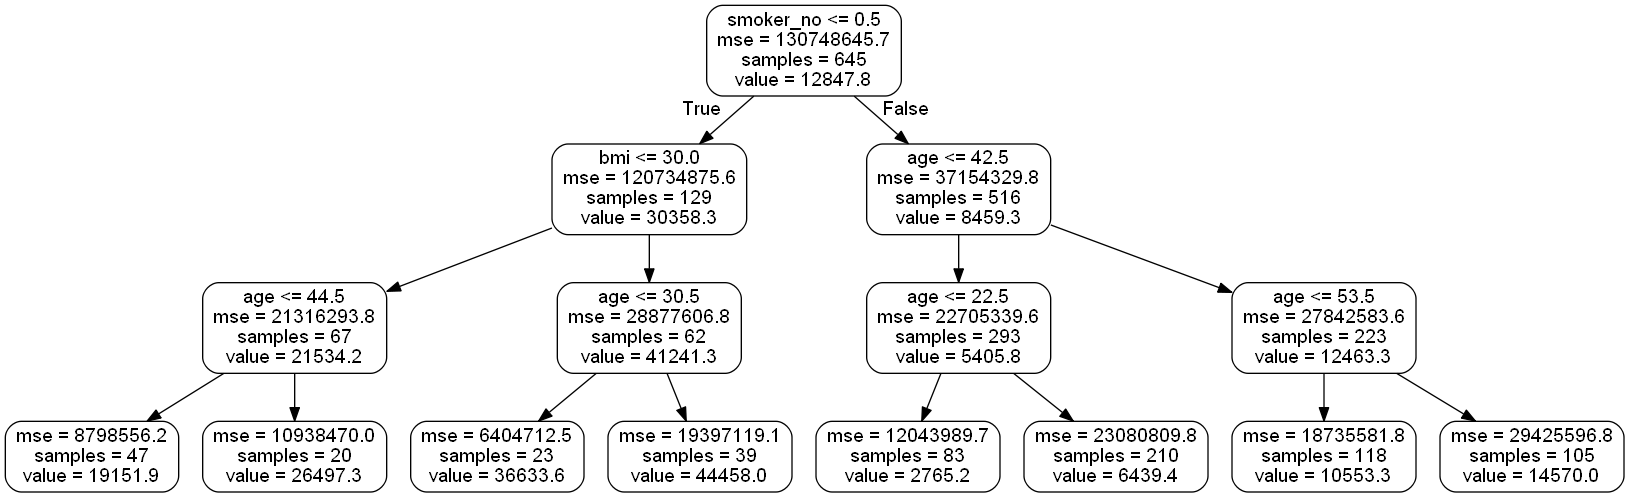 smoker_no <= 0.5
mse = 130748645.7
samples = 645
value = 12847.8
True
False
bmi <= 30.0
mse = 120734875.6
samples = 129
value = 30358.3
age <= 42.5
mse = 37154329.8
samples = 516
value = 8459.3
age <= 44.5
mse = 21316293.8
samples = 67
value = 21534.2
age <= 30.5
mse = 28877606.8
samples = 62
value = 41241.3
age <= 22.5
mse = 22705339.6
samples = 293
value = 5405.8
age <= 53.5
mse = 27842583.6
samples = 223
value = 12463.3
mse = 8798556.2
samples = 47
value = 19151.9
mse = 10938470.0
samples = 20
value = 26497.3
mse = 6404712.5
samples = 23
value = 36633.6
mse = 19397119.1
samples = 39
value = 44458.0
mse = 12043989.7
samples = 83
value = 2765.2
mse = 23080809.8
samples = 210
value = 6439.4
mse = 18735581.8
samples = 118
value = 10553.3
mse = 29425596.8
samples = 105
value = 14570.0